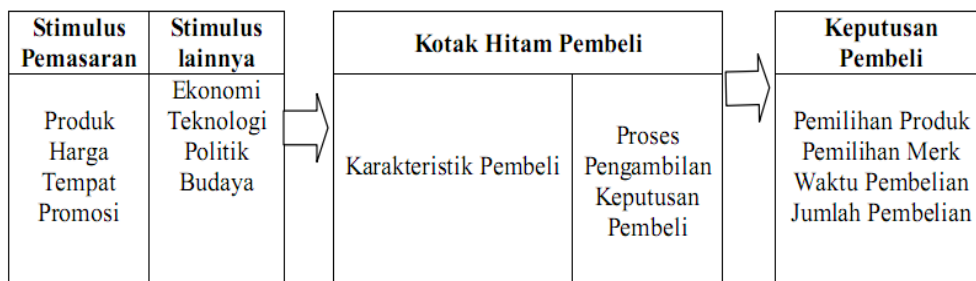 Stimulus
Pemasaran
Stimulus
lainnya
Kotak Hitam Pembeli
Keputusan
Pembeli
Produk
Harga
Tempat
Promosi
Ekonomi
Teknologi
Politik
Budaya
Karakteristik Pembeli
Proses
Pengambilan
Keputusan
Pembeli
Pemilihan Produk
Pemilihan Merk
Waktu Pembelian
Jumlah Pembelian